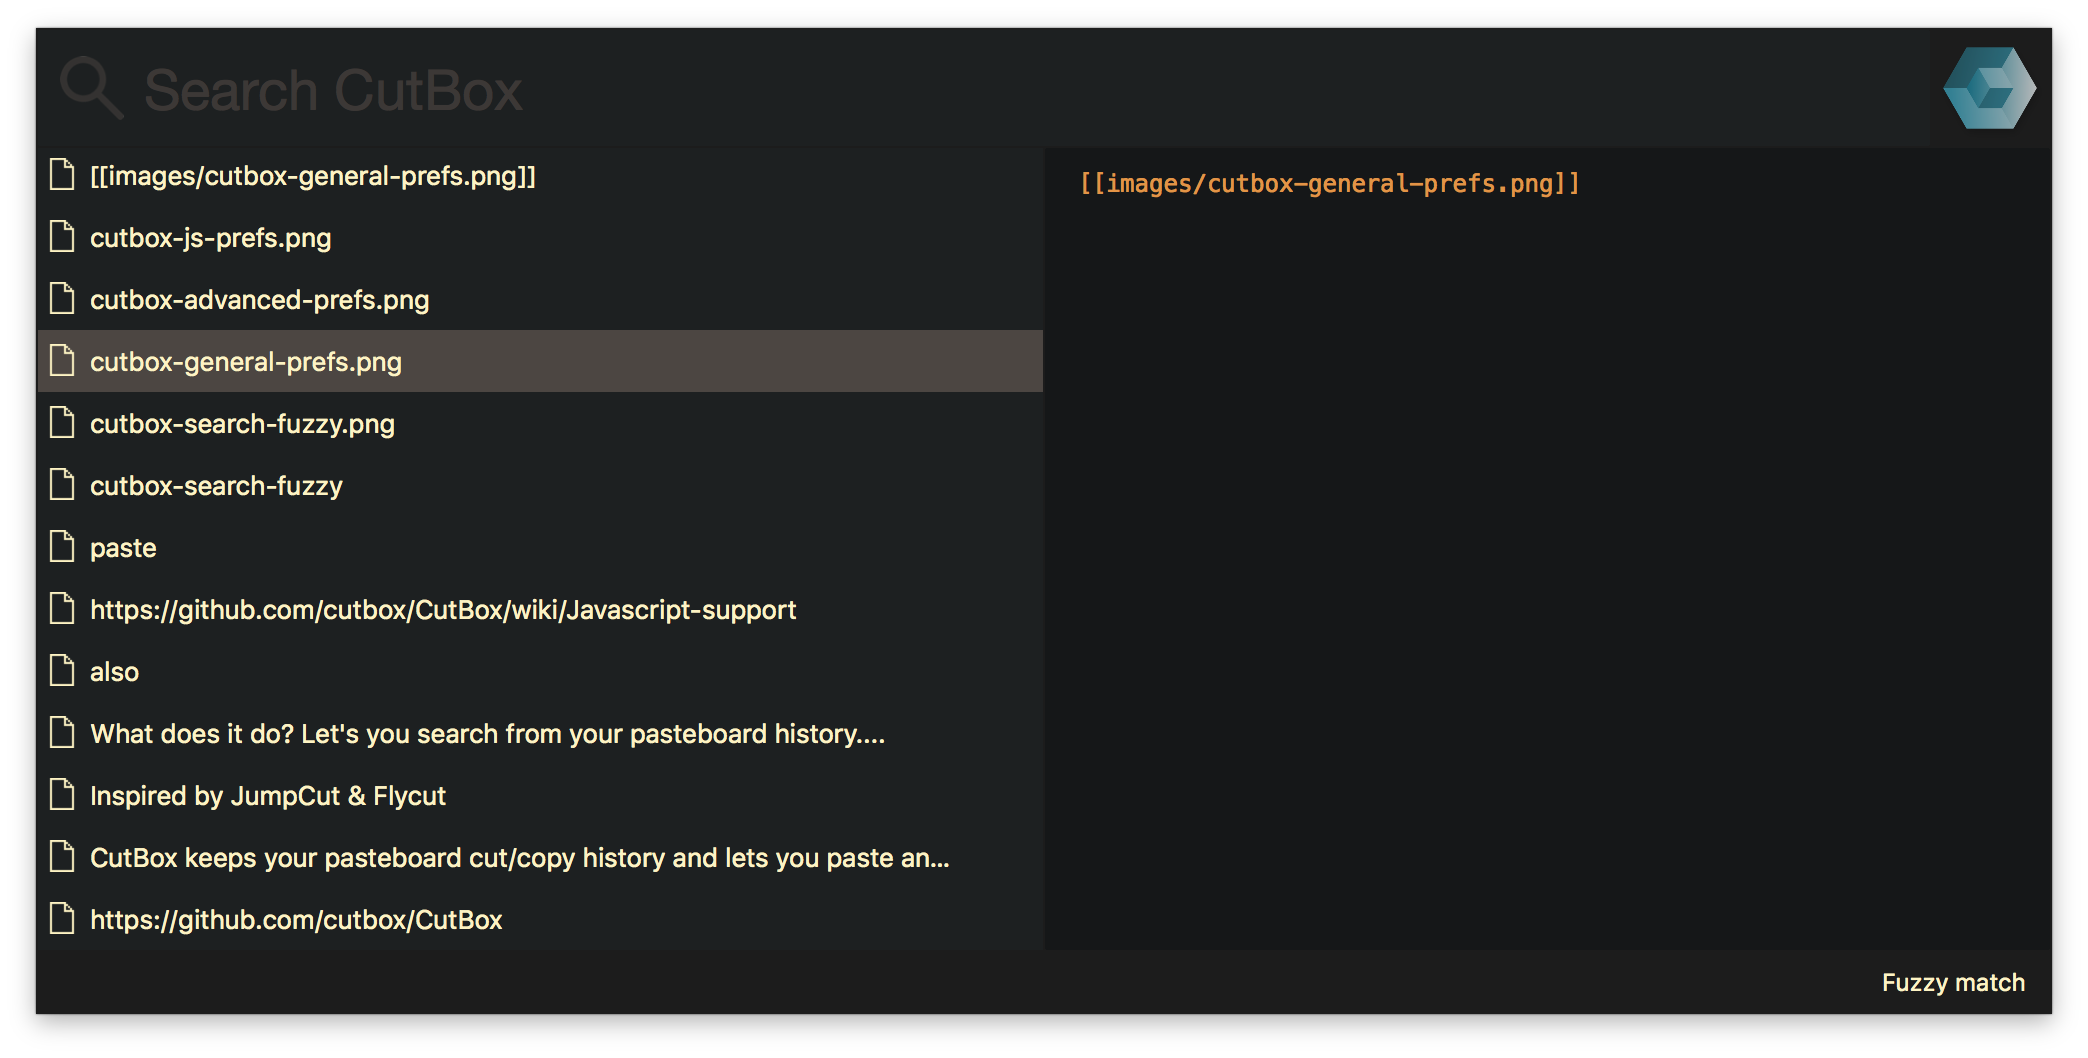 Search CutBox
[[images/cutbox-general-prefs.png]]
cutbox-js-prefs.png
cutbox-advanced-prefs.png
cutbox-general-prefs.png
cutbox-search-fuzzy.png
cutbox-search-fuzzy
paste
https://github.com/cutbox/CutBox/wiki/Javascript-support
also
What does it do? Let's you search from your pasteboard history....
Inspired by JumpCut & Flycut
CutBox keeps your pasteboard cut/copy history and lets you paste an...
https://github.com/cutbox/CutBox
[[images/cutbox-general-prefs.png]]
Fuzzy match